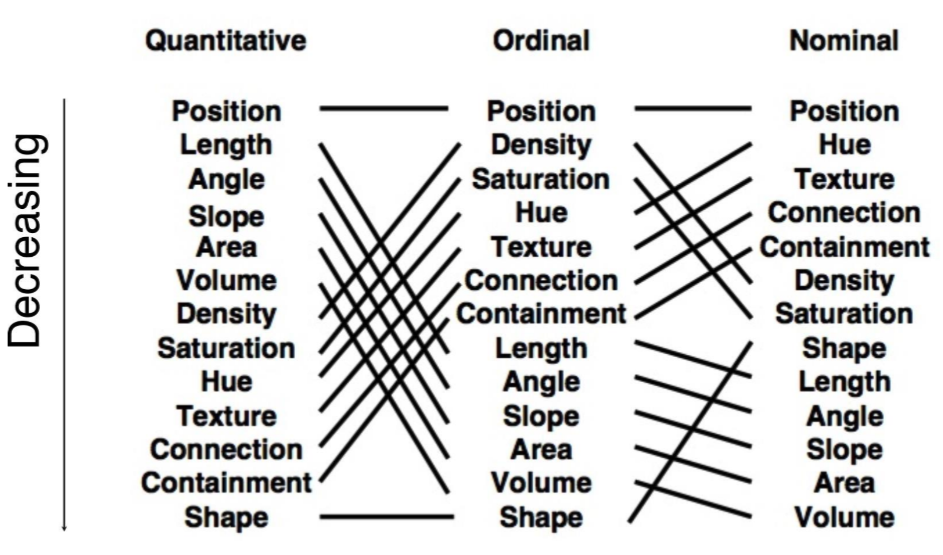 Quantitative Ordinal Nominal
Decreasing
Position Position Position
Length Density Hue
Angle Saturation Texture
Slope Hue Connection
Area Texture Containment
Volume Connection Density
Density Containment Saturation
Saturation Length Shape
Hue Angle Length
Texture Slope Angle
Connection Area Slope
Containment Volume Area
Shape Shape Volume